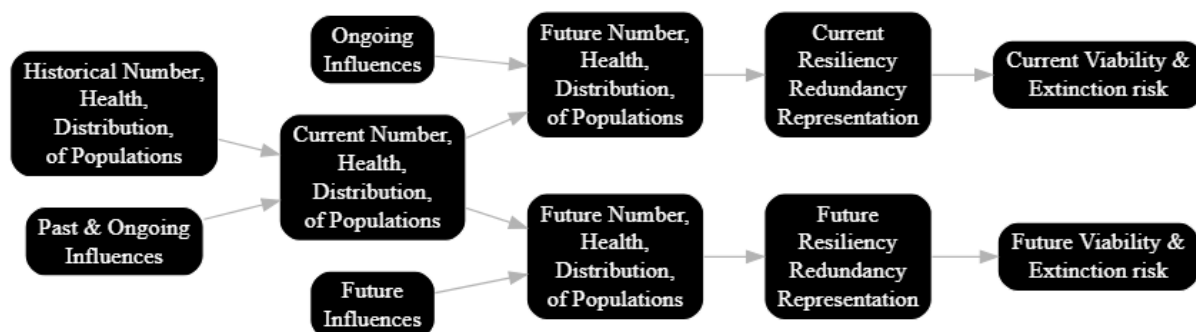 Historical Number,
Health,
Distribution,
of Populations
Past & Ongoing
Influences
Ongoing
Influences
Current Number,
Health,
Distribution,
of Populations
Future
Influences
Future Number,
Health,
Distribution,
of Populations
Future Number,
Health,
Distribution,
of Populations
Current
Resiliency
Redundancy
Representation
Future
Resiliency
Redundancy
Representation
Current Viability &
Extinction risk
Future Viability &
Extinction risk